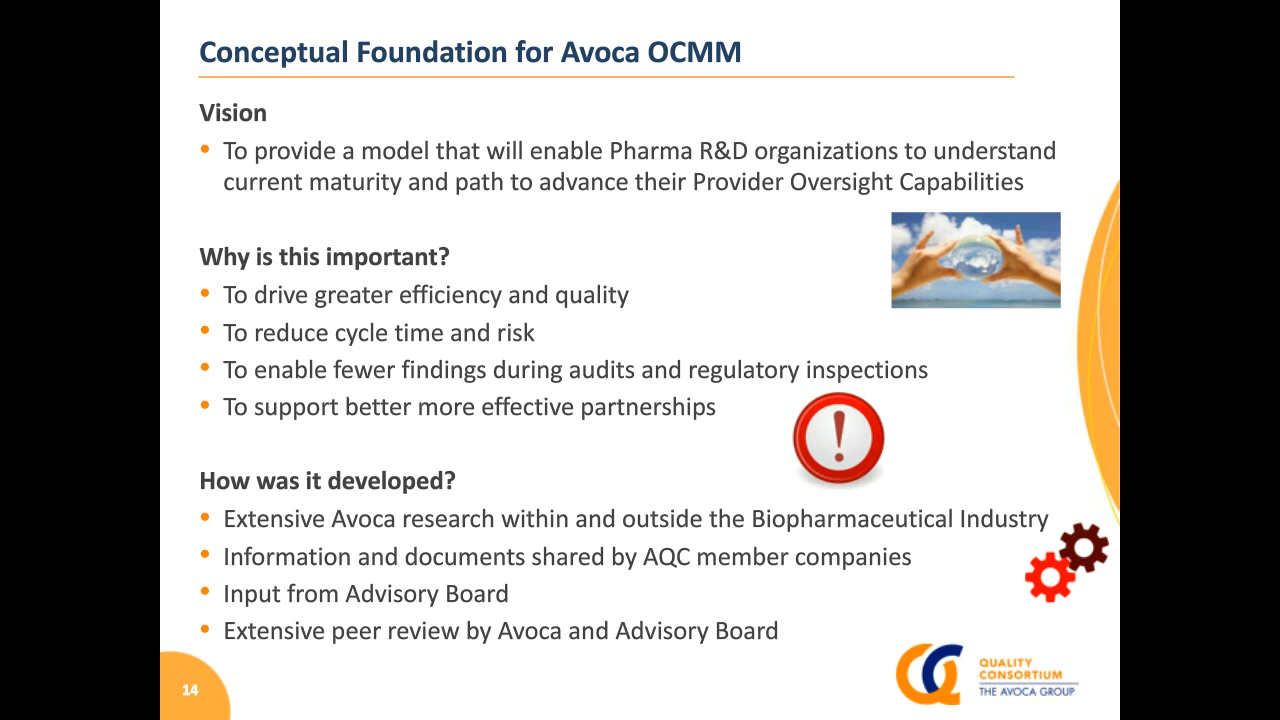 Conceptual Foundation for Avoca OCMM
Vision
• To provide a model that will enable Pharma R&D organizations to understand
current maturity and path to advance their Provider Oversight Capabilities
Why is this important?
• To drive greater efficiency and quality
• To reduce cycle time and risk
• To enable fewer findings during audits and regulatory inspections
• To support better more effective partnerships
How was it developed?
• Extensive Avoca research within and outside the Biopharmaceutical Industry
• Information and documents shared by AQC member companies
• Input from Advisory Board
• Extensive peer review by Avoca and Advisory Board
14
QUALITY
CONSORTIUM
THE AVOCA GROUP